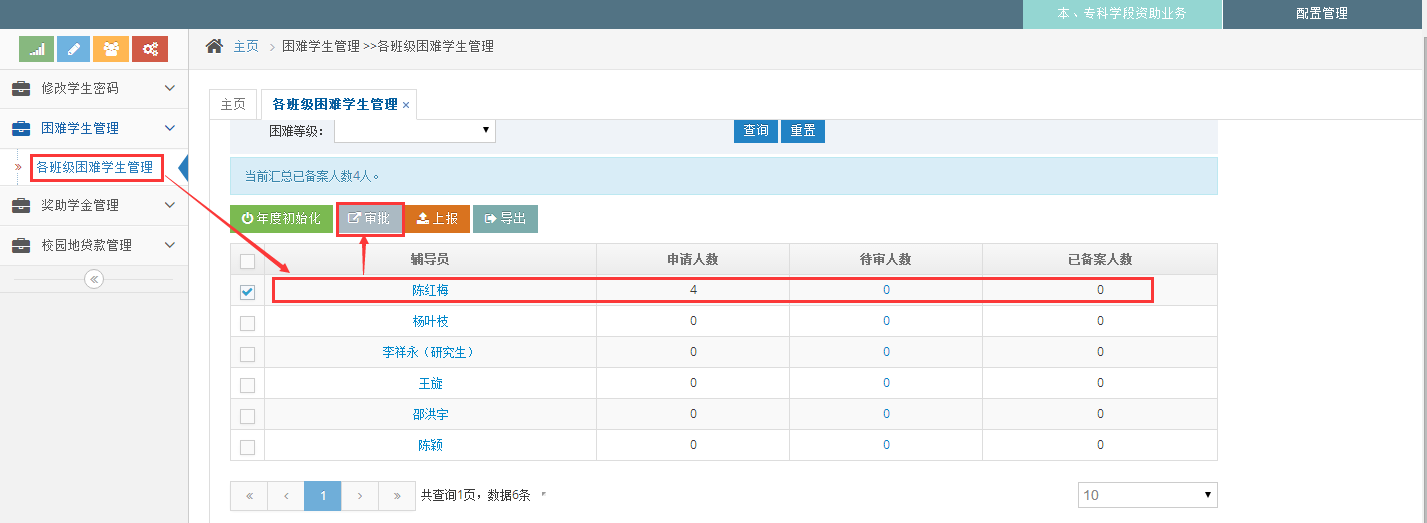 本、专科学段资助业务 配置管理
主页 困难学生管理 >>各班级困难学生管理
修改学生密码
困难学生管理
各班级困难学生管理
奖助学金管理
校园地贷款管理
主页 各班级困难学生管理 ×
困难等级： 查询 重置
当前汇总已备案人数4人。
年度初始化 审批 上报 导出
辅导员 申请人数 待审人数 已备案人数
陈红梅 4 0 0
杨叶枝 0 0 0
李祥永（研究生） 0 0 0
王旋 0 0 0
邵洪宇 0 0 0
陈颖 0 0 0
« ‹ 1 › » 共查询1页，数据6条 10